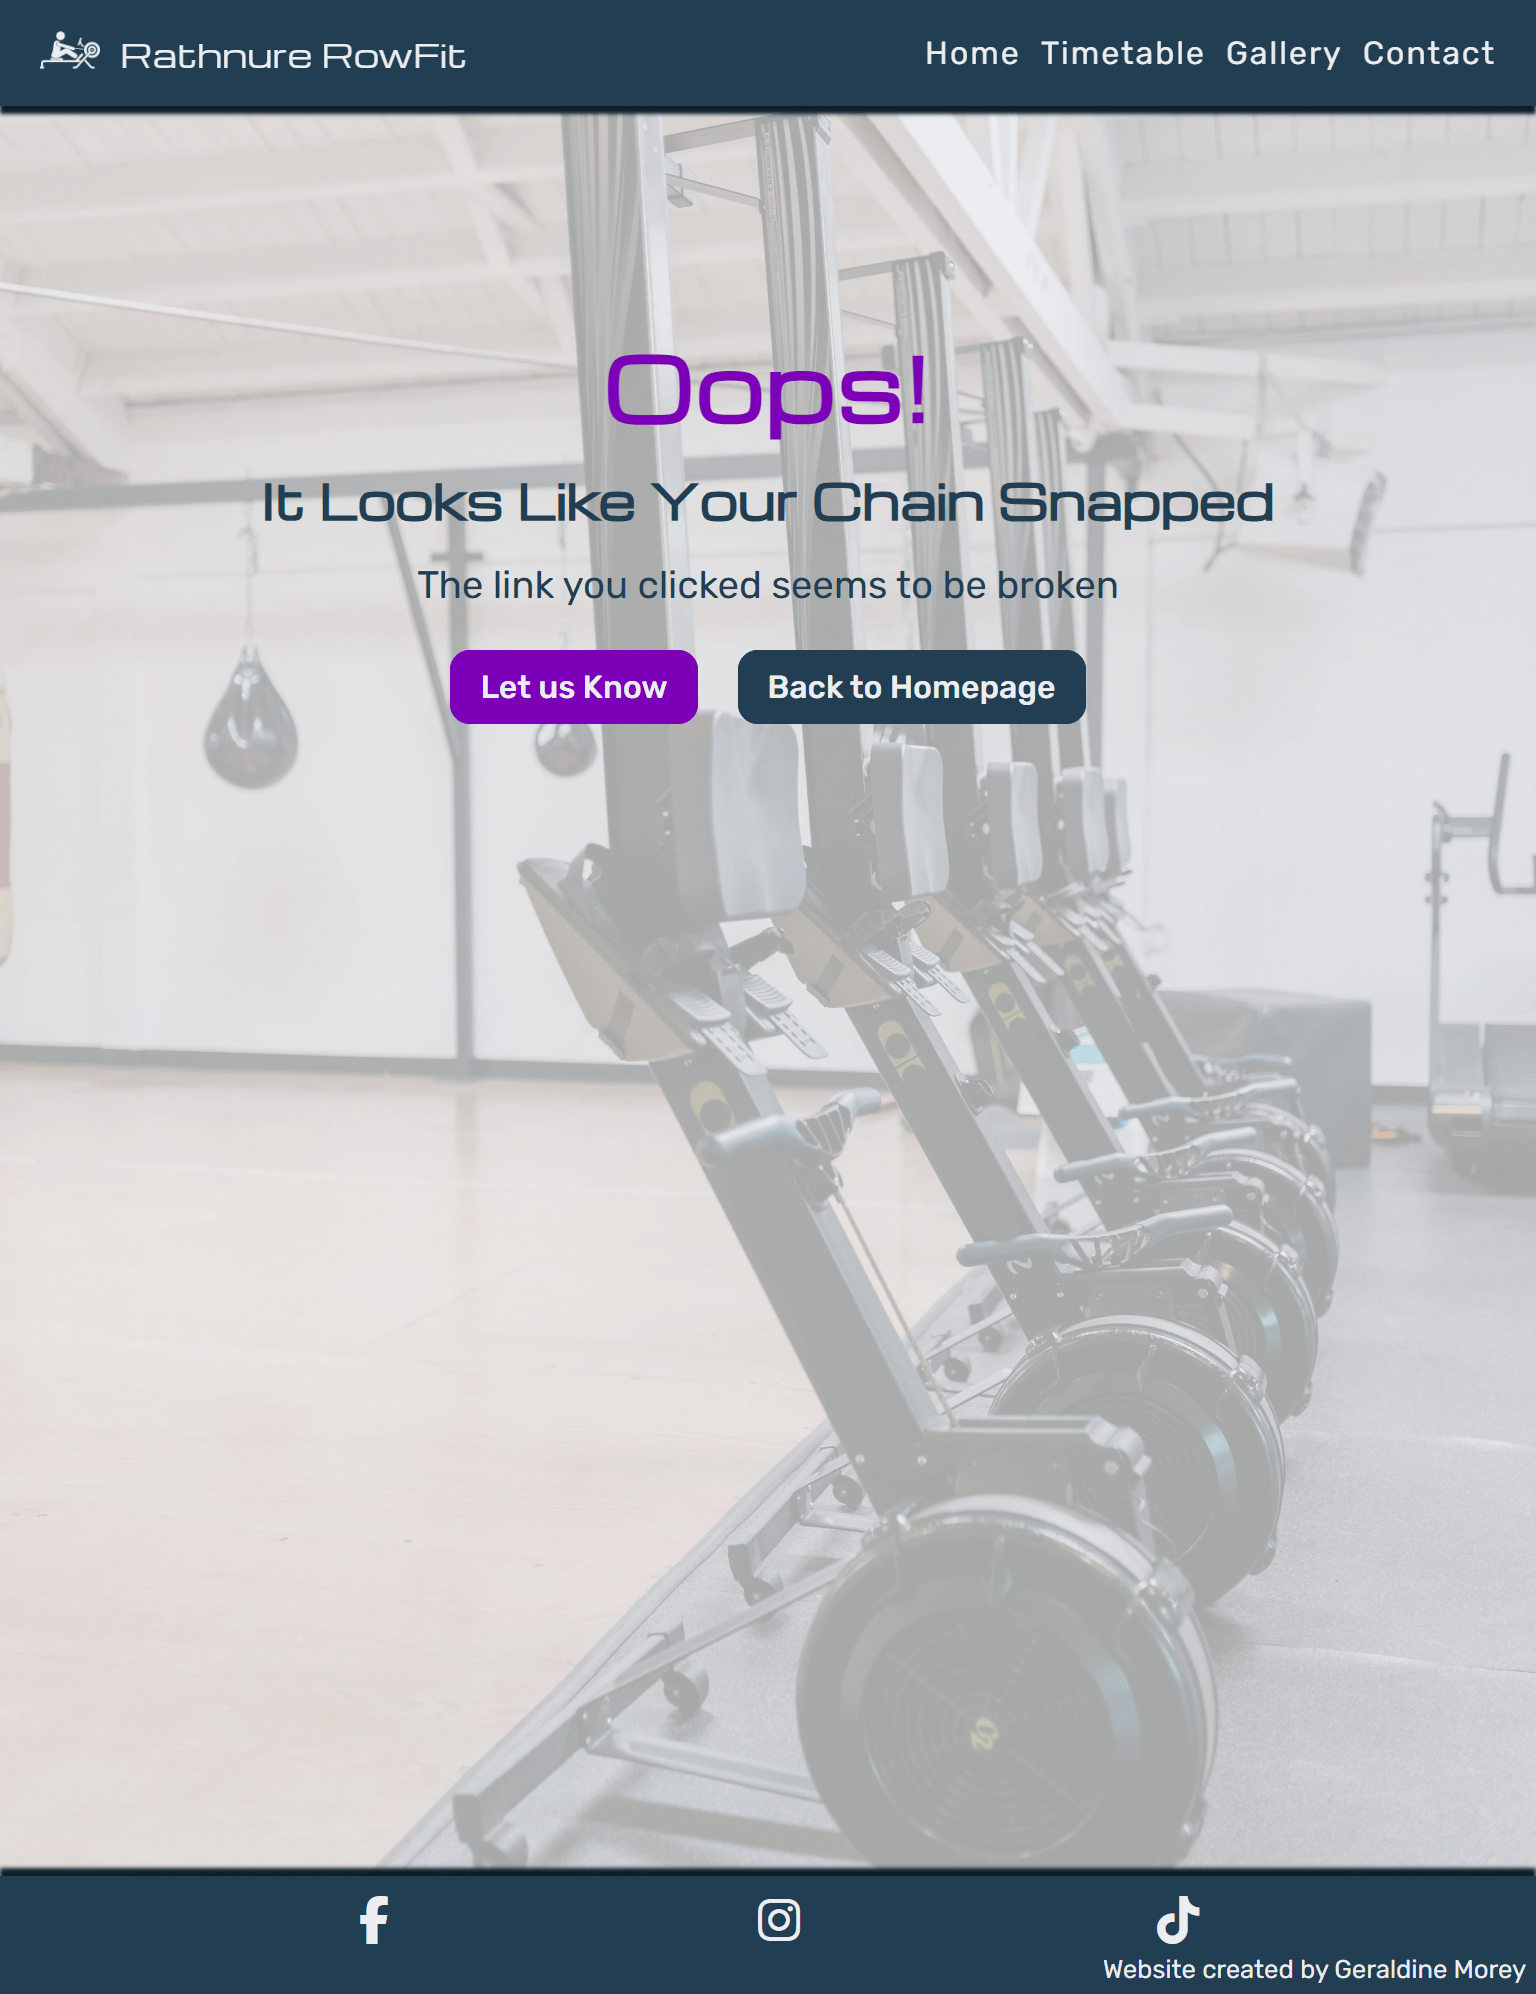 Rathnure RowFit
Home Timetable Gallery Contact
Oops!
It Looks Like Your Chain Snapped
The link you clicked seems to be broken
Let us Know
Back to Homepage
Website created by Geraldine Morey